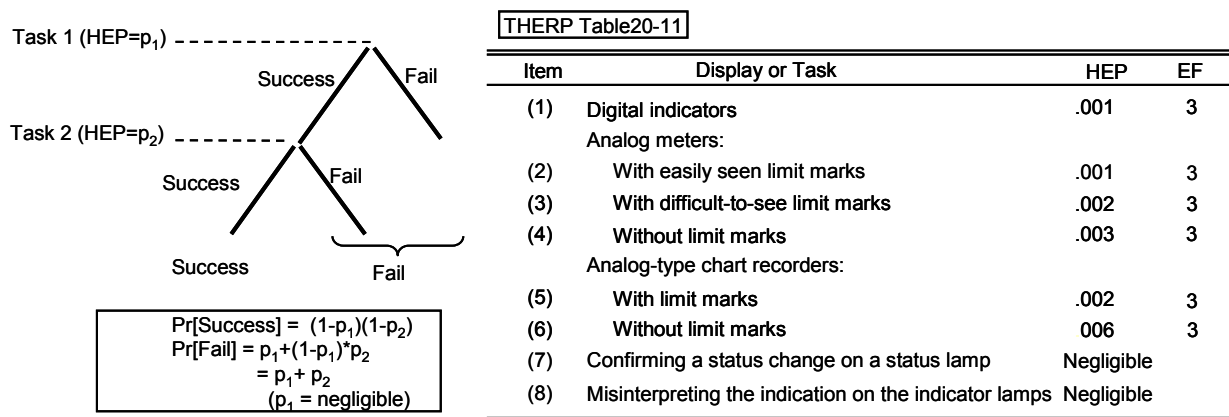 Task 1 (HEP=p₁)
Success
Fail
Task 2 (HEP=p₂)
Success
Fail
Success
Fail
Pr[Success] = (1-p₁)(1-p₂)
Pr[Fail] = p₁+(1-p₁)*p₂
= p₁+ p₂
(p₁ = negligible)
THERP Table20-11
Item Display or Task HEP EF
(1) Digital indicators .001 3
Analog meters:
(2) With easily seen limit marks .001 3
(3) With difficult-to-see limit marks .002 3
(4) Without limit marks .003 3
Analog-type chart recorders:
(5) With limit marks .002 3
(6) Without limit marks 006 3
(7) Confirming a status change on a status lamp Negligible
(8) Misinterpreting the indication on the indicator lamps Negligible